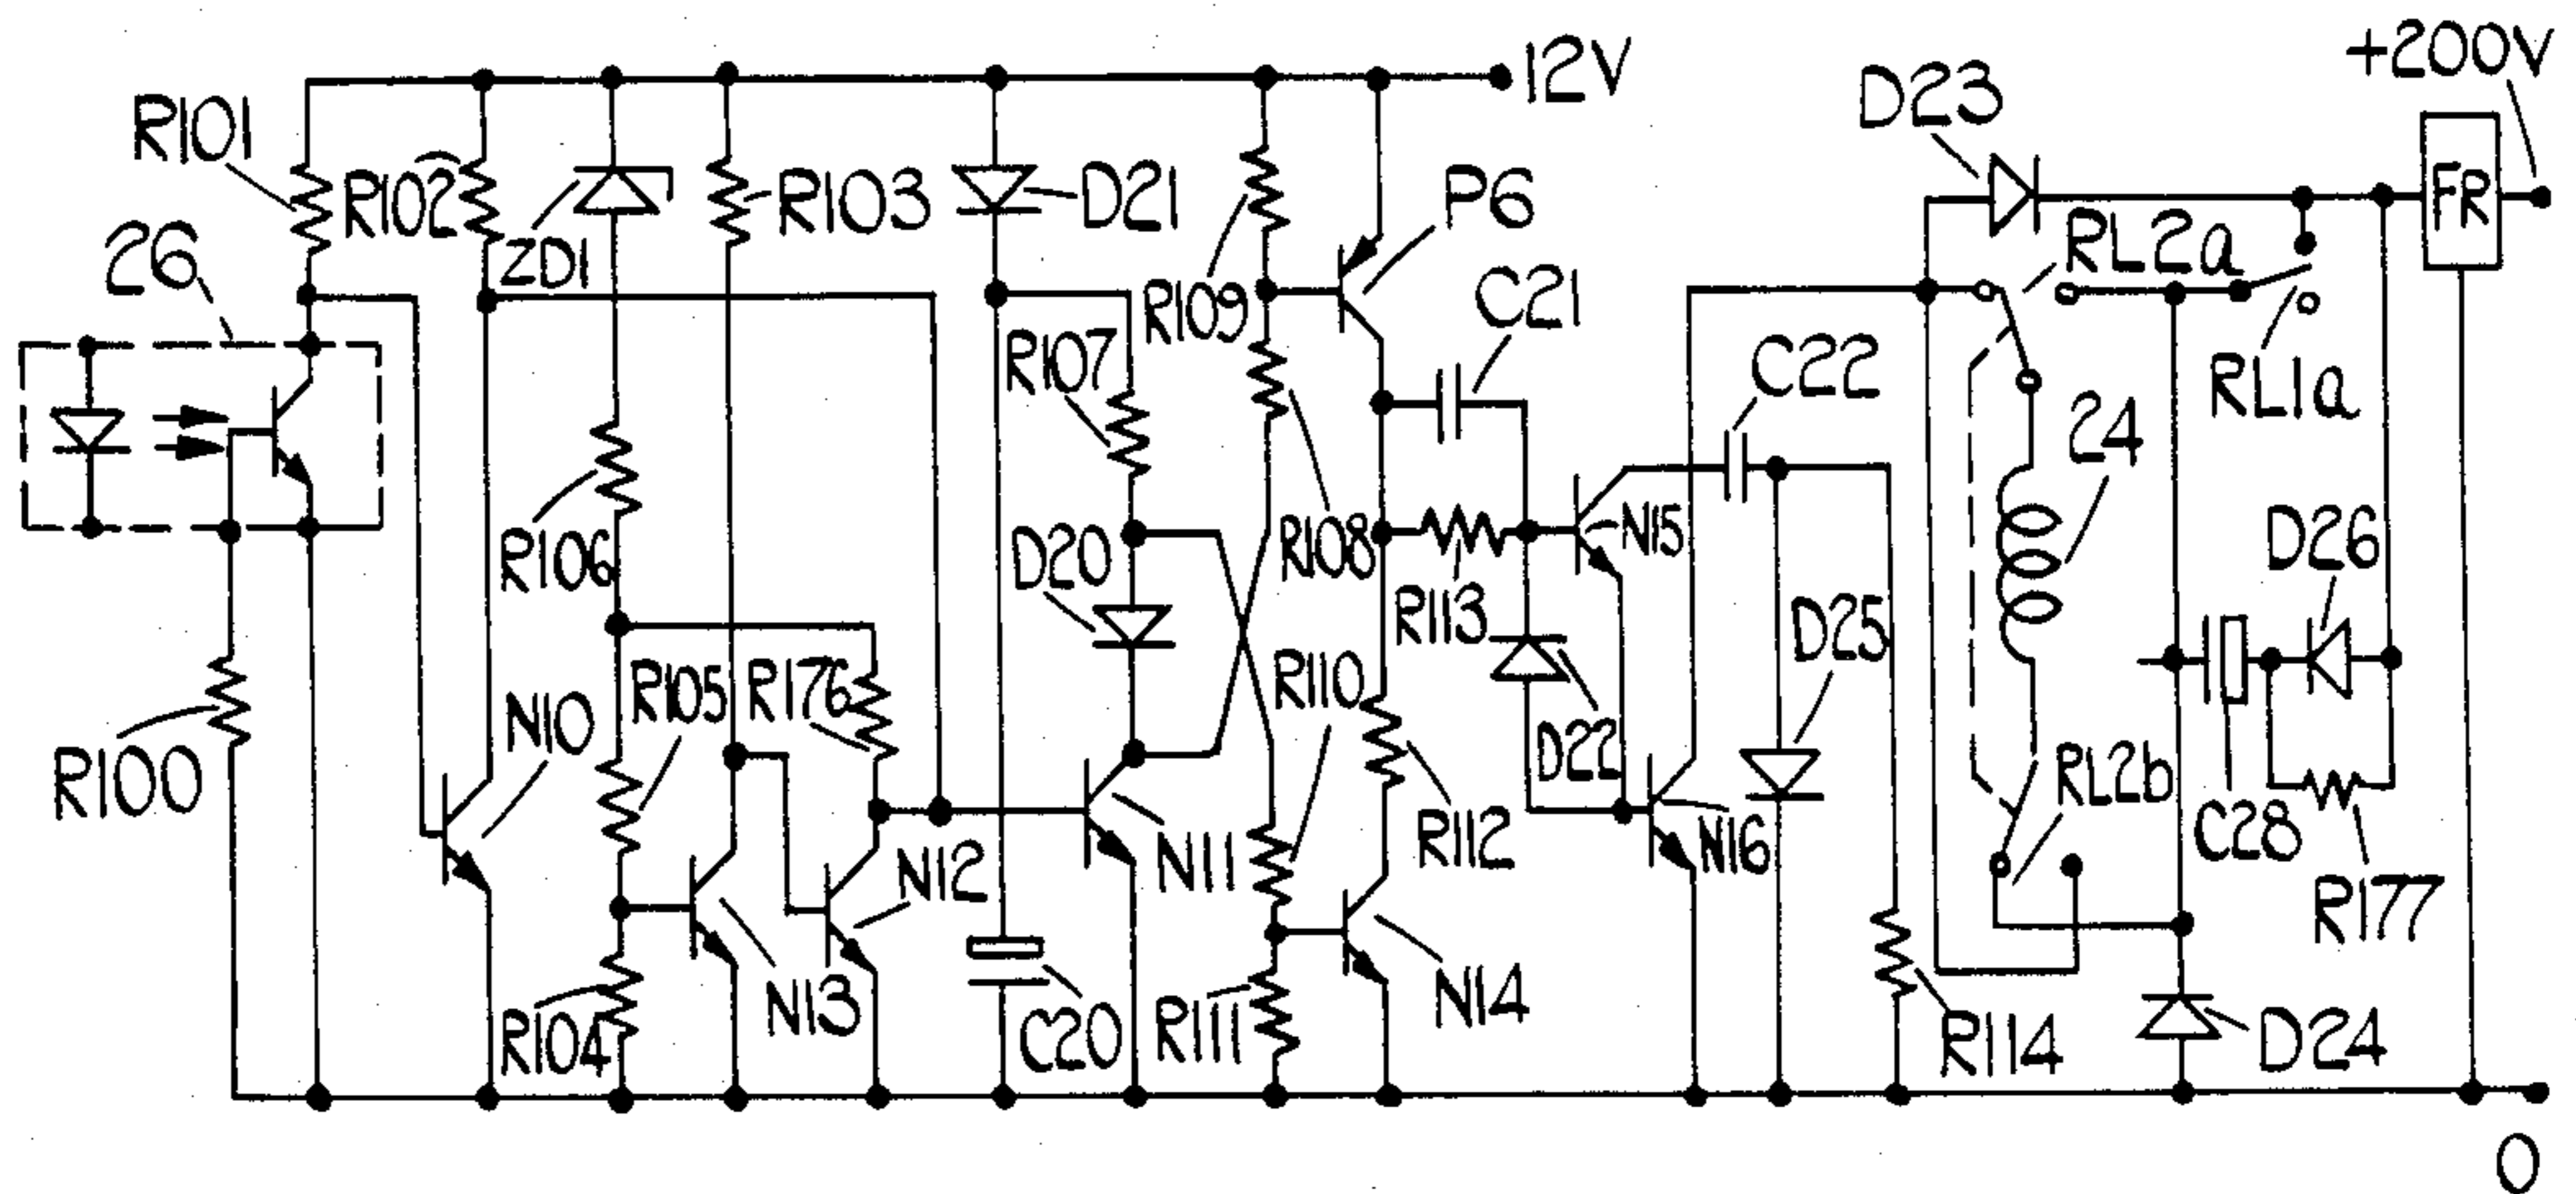 12V
+200V
D23
R101
R102
ZD1
R103
D21
P6
FR
26
RL2a
R109
C21
C22
RL1a
R107
24
R106
D20
R108
N15
D26
R113
D25
R105
R176
R110
D22
RL2b
N10
R100
R112
N16
C28
N12
N11
R177
N13
N14
R104
C20
R111
R114
D24
0